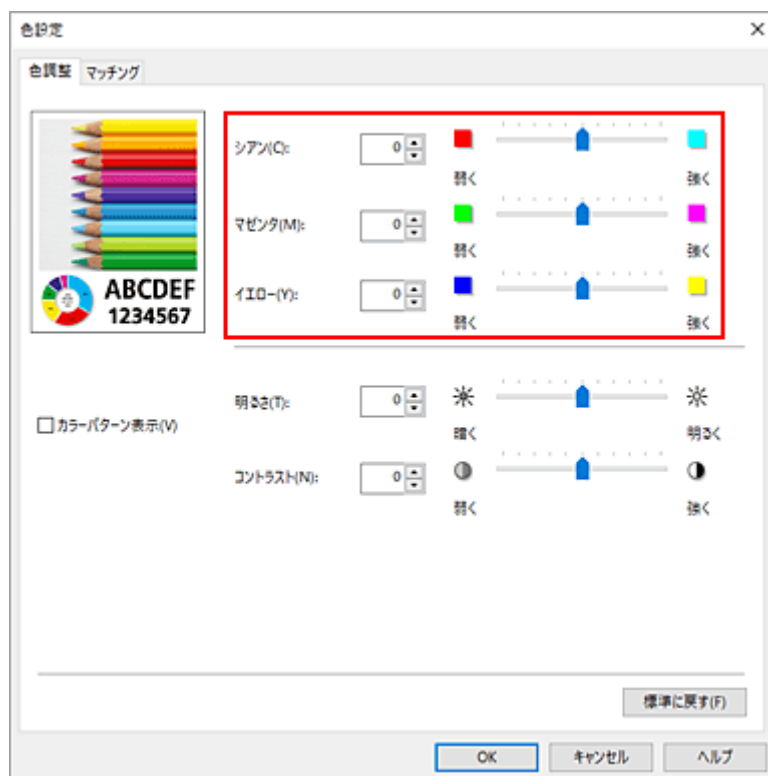 色設定
色調整 マッチング
シアン(C): 0 弱く 強く
マゼンタ(M): 0 弱く 強く
イエロー(Y): 0 弱く 強く
ABCDEF
1234567
カラーパターン表示(V)
明るさ(T): 0 暗く 明るく
コントラスト(N): 0 弱く 強く
標準に戻す(F)
OK キャンセル ヘルプ